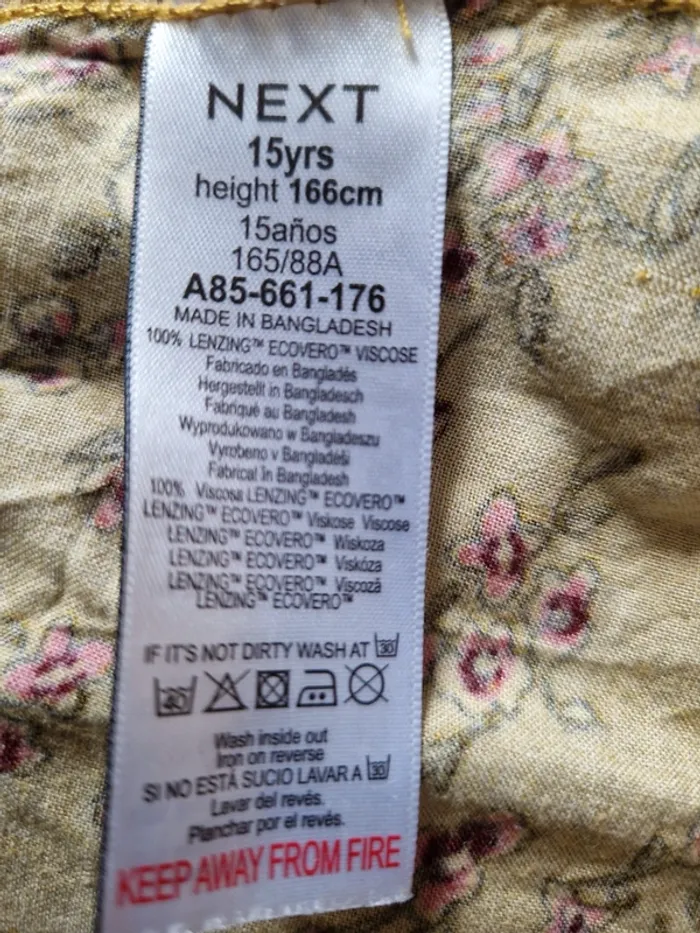 NEXT
15yrs
height 166cm
15años
165/88A
A85-661-176
MADE IN BANGLADESH
100% LENZING™ ECOVERO™ VISCOSE
Fabricado en Bangladés
Hergestellt in Bangladesch
Fabriqué au Bangladesh
Wyprodukowano w Bangladeszu
Vyrobeno v Bangladéši
Fabricat în Bangladesh
100% Viscosa LENZING™ ECOVERO™
LENZING™ ECOVERO™ Viskose Viscose
LENZING™ ECOVERO™ Wiskoza
LENZING™ ECOVERO™ Viskóza
LENZING™ ECOVERO™ Viscoză
LENZING™ ECOVERO™
IF IT'S NOT DIRTY WASH AT 30
40
Wash inside out
Iron on reverse
SI NO ESTÁ SUCIO LAVAR A 30
Lavar del revés.
Planchar por el revés.
KEEP AWAY FROM FIRE